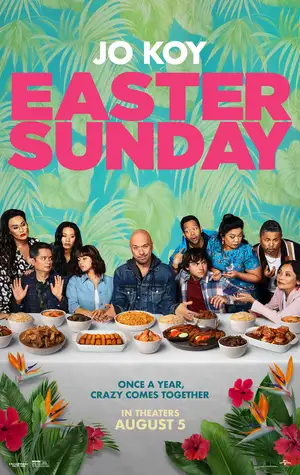 JO KOY
EASTER
SUNDAY
ONCE A YEAR,
CRAZY COMES TOGETHER
IN THEATERS
AUGUST 5